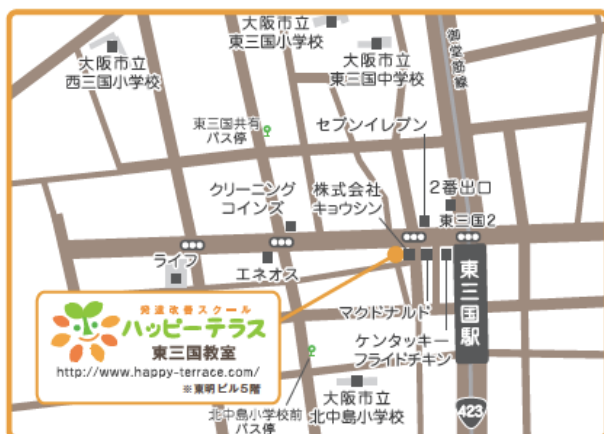 大阪市立
東三国小学校
大阪市立
西三国小学校
大阪市立
東三国中学校
御堂筋線
東三国共有
バス停
セブンイレブン
クリーニング
コインズ
株式会社
キョウシン
2番出口
東三国2
ライフ
エネオス
マクドナルド
東三国駅
ケンタッキー
フライドチキン
発達改善スクール
ハッピーテラス
東三国教室
http://www.happy-terrace.com/
※東明ビル5階
北中島小学校前
バス停
大阪市立
北中島小学校
423